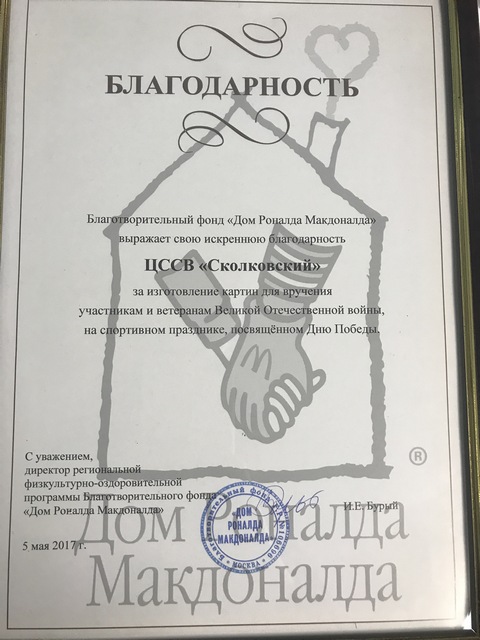 БЛАГОДАРНОСТЬ
Благотворительный фонд «Дом Роналда Макдоналда»
выражает свою искреннюю благодарность
ЦССВ «Сколковский»
за изготовление картин для вручения
участникам и ветеранам Великой Отечественной войны,
на спортивном празднике, посвящённом Дню Победы.
®
С уважением,
директор региональной
физкультурно-оздоровительной
программы Благотворительного фонда
«Дом Роналда Макдоналда»
И.Е. Бурый
Благотворительный фонд
«ДОМ
РОНАЛДА
МАКДОНАЛДА»
МОСКВА
5 мая 2017 г.
Дом Роналда
Макдоналда